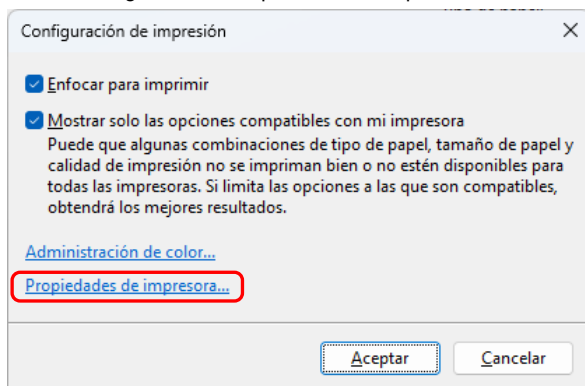 Configuración de impresión
Enfocar para imprimir
Mostrar solo las opciones compatibles con mi impresora
Puede que algunas combinaciones de tipo de papel, tamaño de papel y
calidad de impresión no se impriman bien o no estén disponibles para
todas las impresoras. Si limita las opciones a las que son compatibles,
obtendrá los mejores resultados.
Administración de color...
Propiedades de impresora...
Aceptar
Cancelar